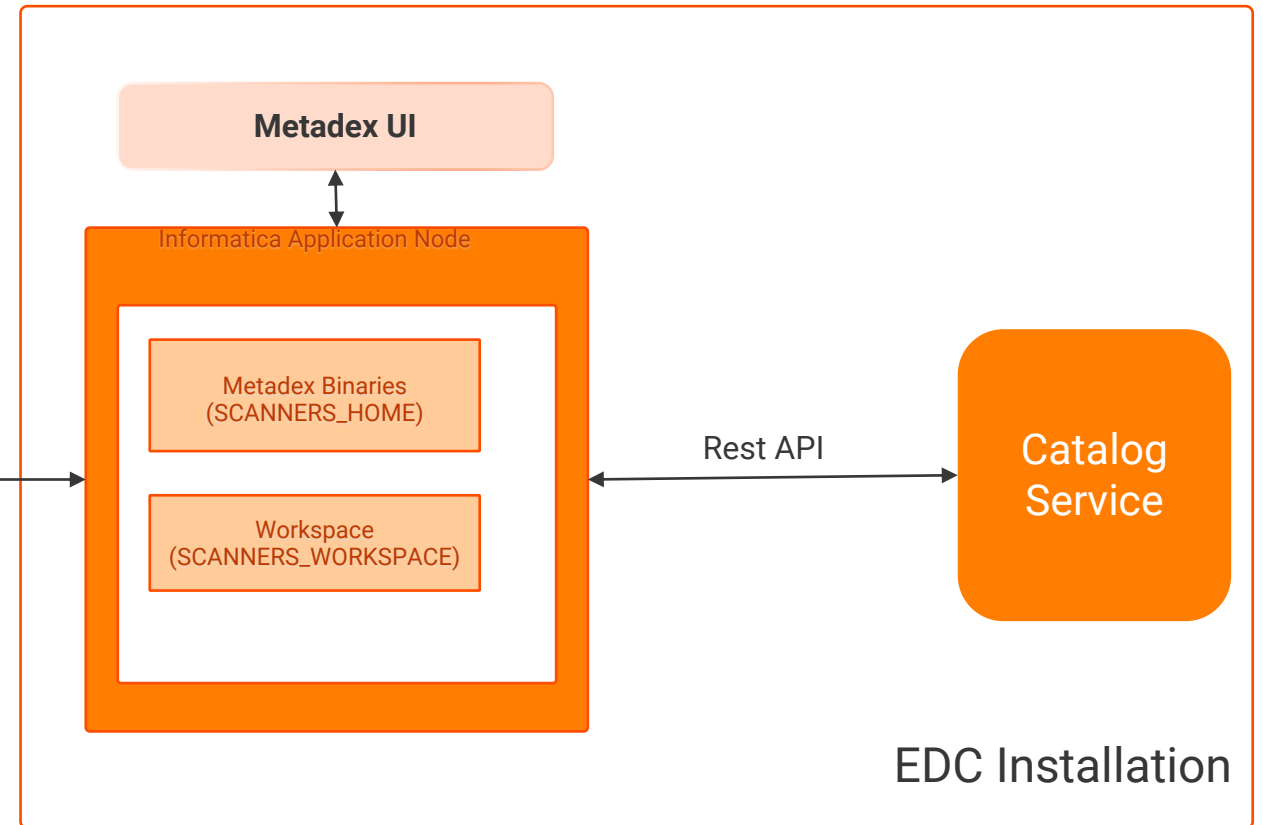 Metadex UI
Informatica Application Node
Metadex Binaries
(SCANNERS_HOME)
Workspace
(SCANNERS_WORKSPACE)
Rest API
Catalog
Service
EDC Installation